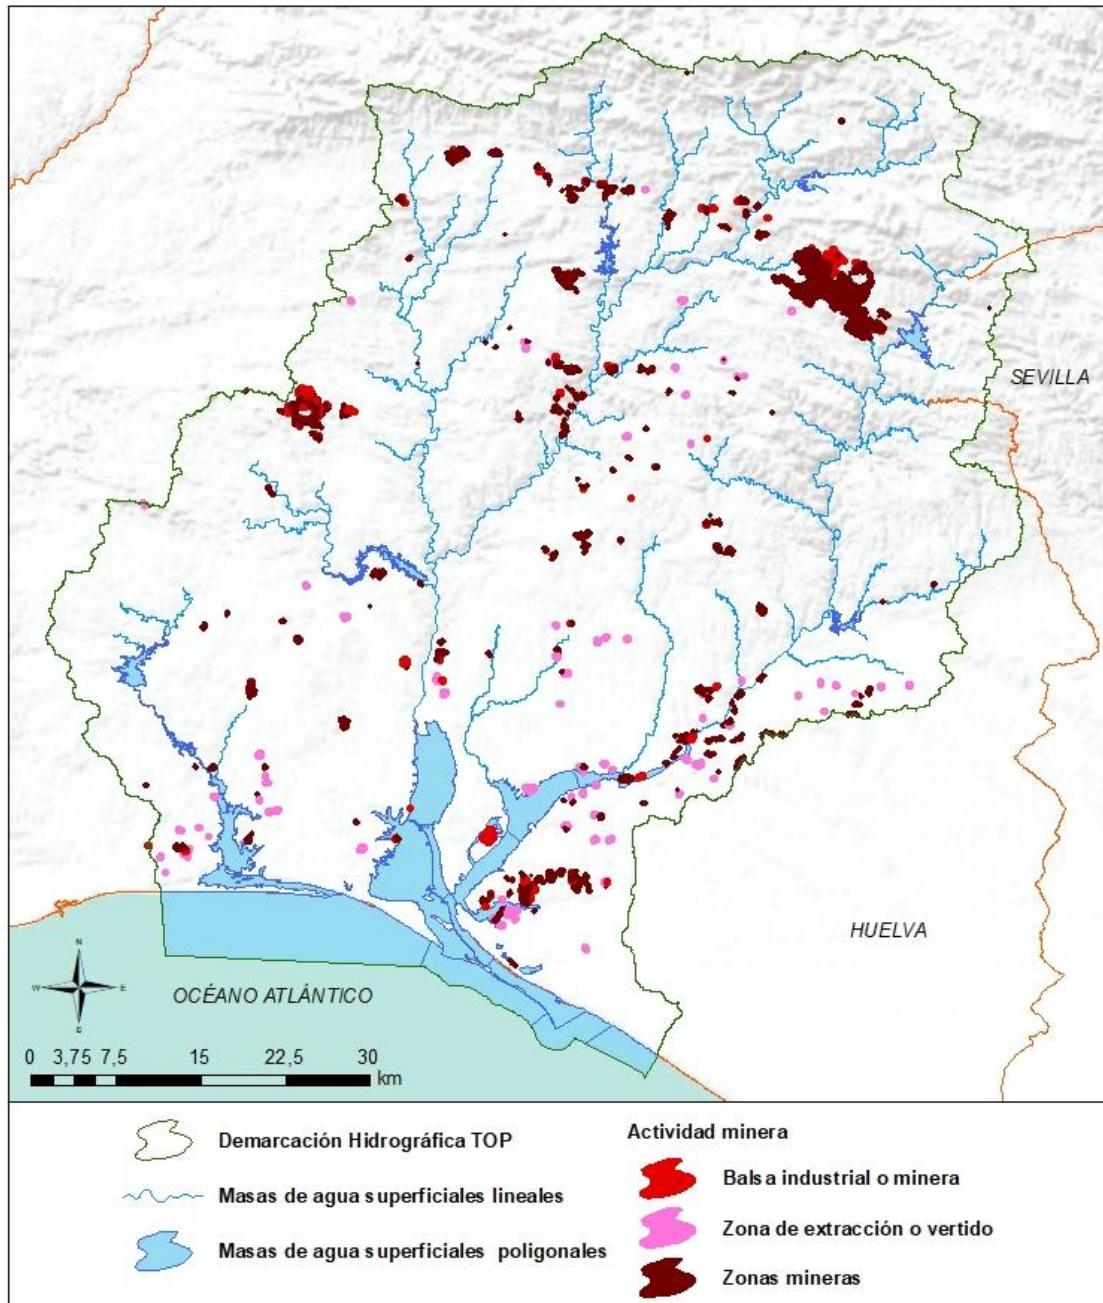 SEVILLA
HUELVA
N
W E
S
OCÉANO ATLÁNTICO
0 3,75 7,5 15 22,5 30
km
Demarcación Hidrográfica TOP
Masas de agua superficiales lineales
Masas de agua superficiales poligonales
Actividad minera
Balsa industrial o minera
Zona de extracción o vertido
Zonas mineras